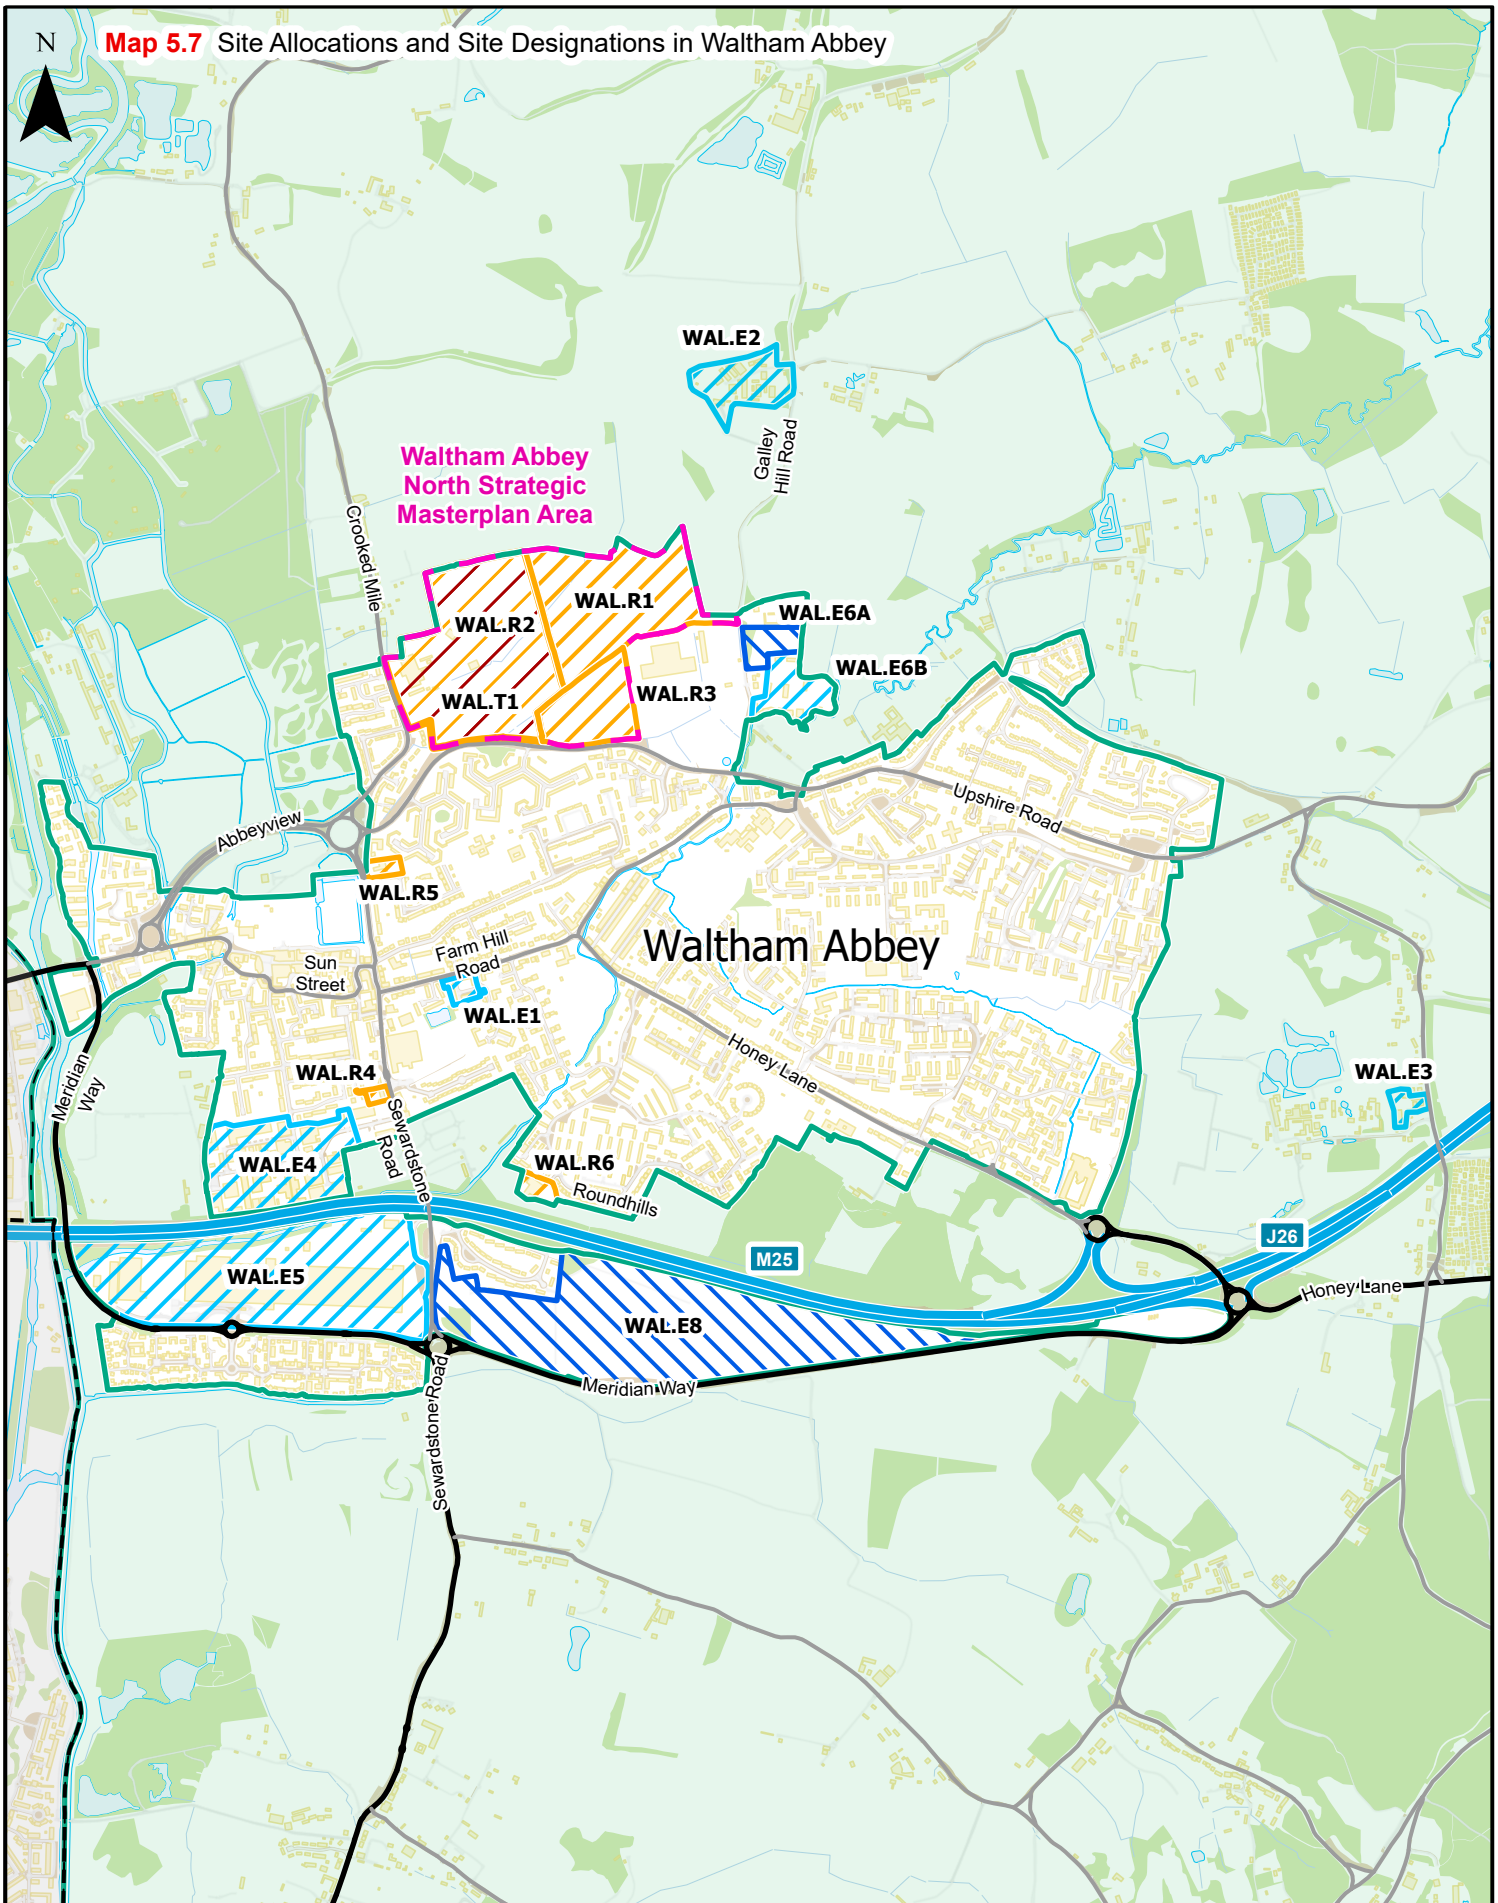 N
Map 5.7 Site Allocations and Site Designations in Waltham Abbey
WAL.E2
Galley
Hill Road
Waltham Abbey
North Strategic
Masterplan Area
Crooked Mile
WAL.R1
WAL.R2
WAL.E6A
WAL.E6B
WAL.R3
WAL.T1
Upshire Road
Abbeyview
WAL.R5
Waltham Abbey
Farm Hill
Road
Sun
Street
WAL.E1
Honey Lane
Meridian
Way
WAL.R4
WAL.E3
Sewardstone
Road
WAL.E4
WAL.R6
Roundhills
J26
M25
WAL.E5
Honey Lane
WAL.E8
Meridian Way
Sewardstone Road